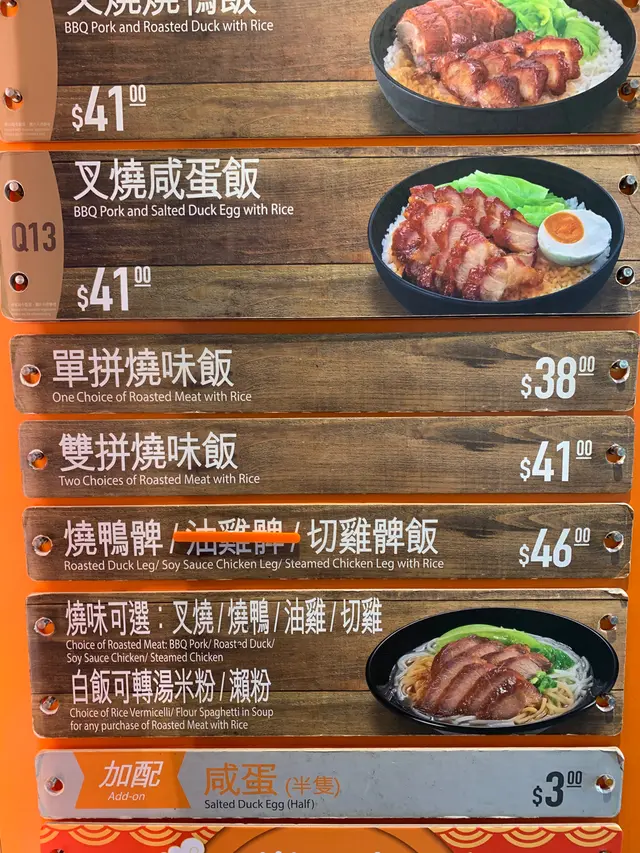 叉燒燒鴨飯
BBQ Pork and Roasted Duck with Rice
$41.00
Q13
叉燒咸蛋飯
BBQ Pork and Salted Duck Egg with Rice
$41.00
單拼燒味飯
One Choice of Roasted Meat with Rice
$38.00
雙拼燒味飯
Two Choices of Roasted Meat with Rice
$41.00
燒鴨髀 / 油雞髀 / 切雞髀飯
Roasted Duck Leg/ Soy Sauce Chicken Leg/ Steamed Chicken Leg with Rice
$46.00
燒味可選：叉燒 / 燒鴨 / 油雞 / 切雞
Choice of Roasted Meat: BBQ Pork/ Roasted Duck/
Soy Sauce Chicken/ Steamed Chicken
白飯可轉湯米粉 / 瀨粉
Choice of Rice Vermicelli/ Flour Spaghetti in Soup
for any purchase of Roasted Meat with Rice
加配
Add-on
咸蛋 (半隻)
Salted Duck Egg (Half)
$3.00